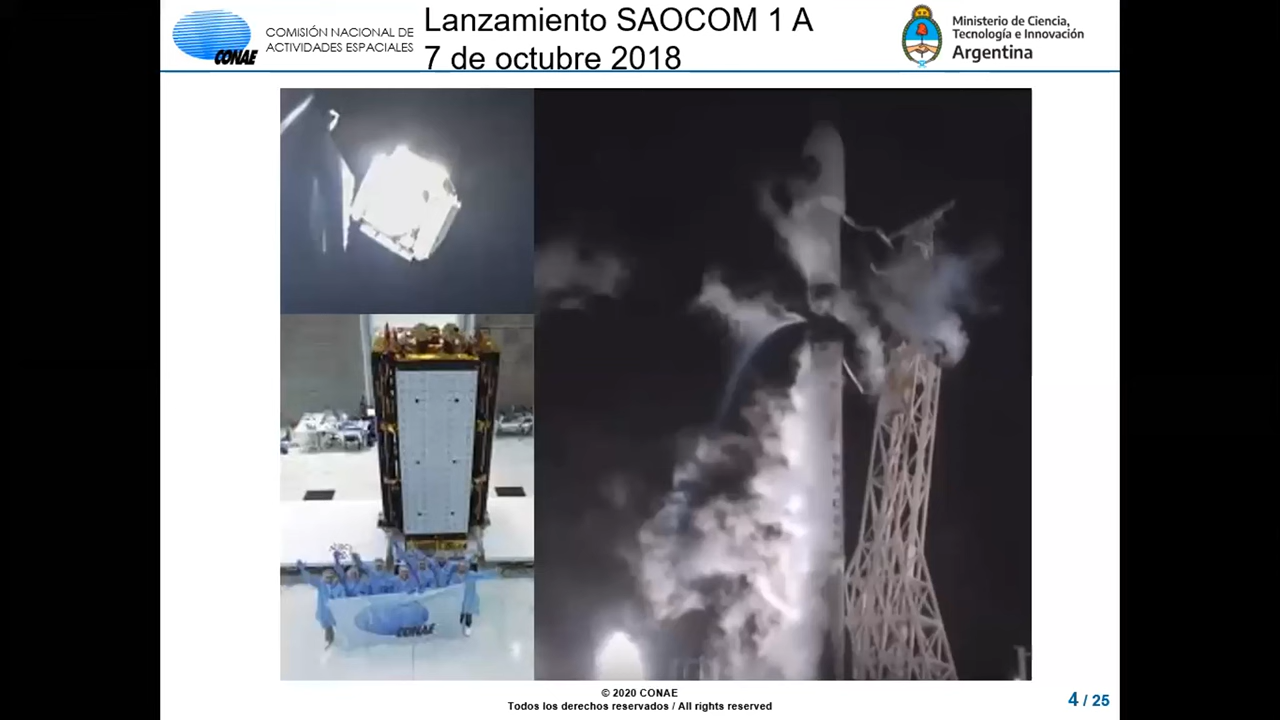 CONAE
COMISIÓN NACIONAL DE
ACTIVIDADES ESPACIALES
Lanzamiento SAOCOM 1 A
7 de octubre 2018
Ministerio de Ciencia,
Tecnología e Innovación
Argentina
CONAE
© 2020 CONAE
Todos los derechos reservados / All rights reserved
4 / 25